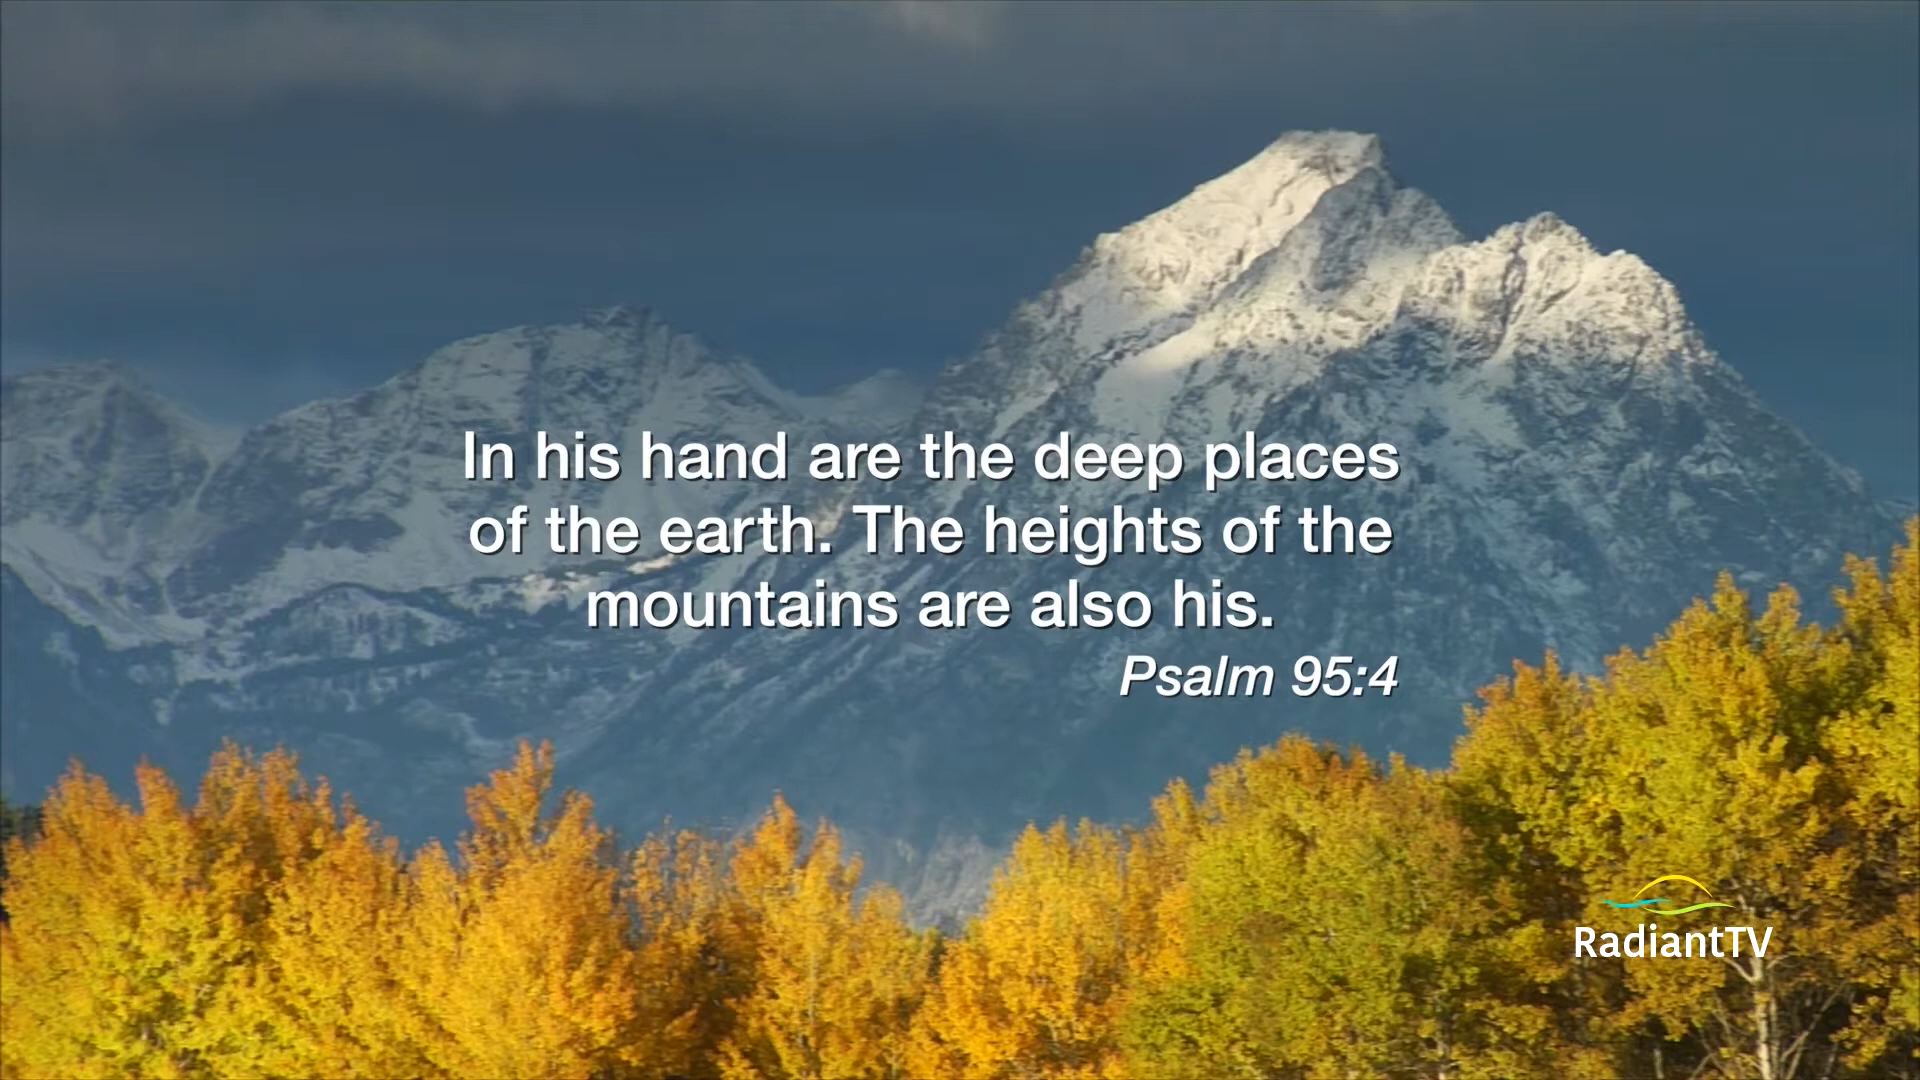 In his hand are the deep places
of the earth. The heights of the
mountains are also his.
Psalm 95:4
RadiantTV